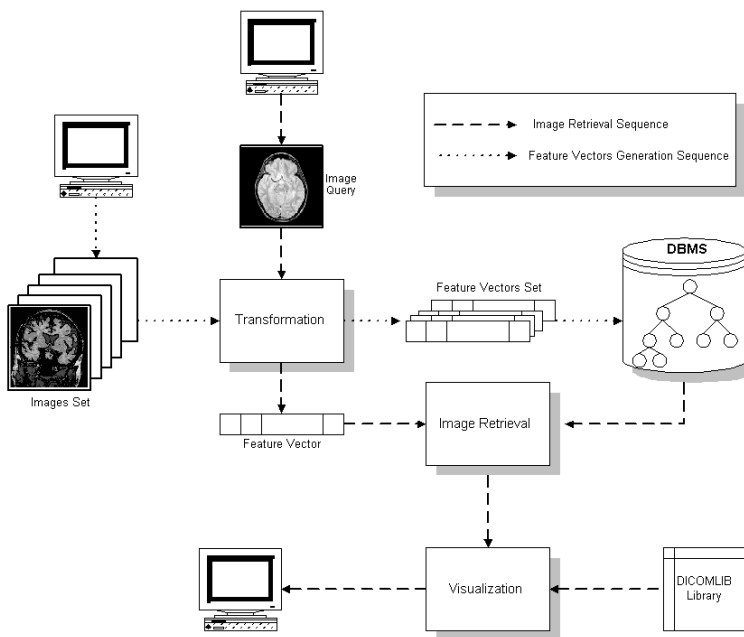 Image Retrieval Sequence
Feature Vectors Generation Sequence
Image
Query
DBMS
Feature Vectors Set
Transformation
Images Set
Feature Vector
Image Retrieval
Visualization
DICOMLIB
Library